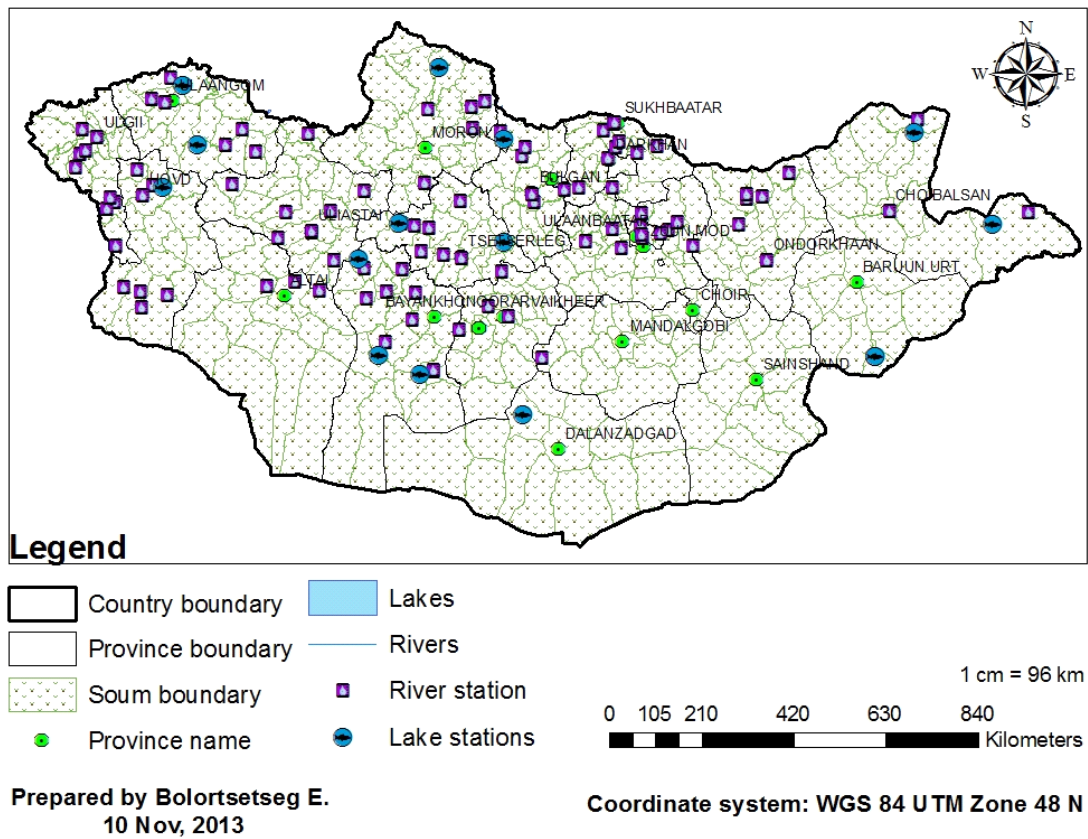 N
W E
S
ULAANGOM
SUKHBAATAR
ULGII
MORON
DARKHAN
HOVD
BULGAN
CHOIBALSAN
ULIASTAI
ULAANBAATAR
TSETSERLEG
ZUUN MOD
ONDORKHAAN
BARUUN URT
ALTAI
BAYANKHONGOR
ARVAIKHEER
CHOIR
MANDALGOBI
SAINSHAND
DALANZADGAD
Legend
Country boundary
Lakes
Province boundary
Rivers
Soum boundary
River station
Province name
Lake stations
1 cm = 96 km
0 105 210 420 630 840
Kilometers
Prepared by Bolortsetseg E.
10 Nov, 2013
Coordinate system: WGS 84 UTM Zone 48 N